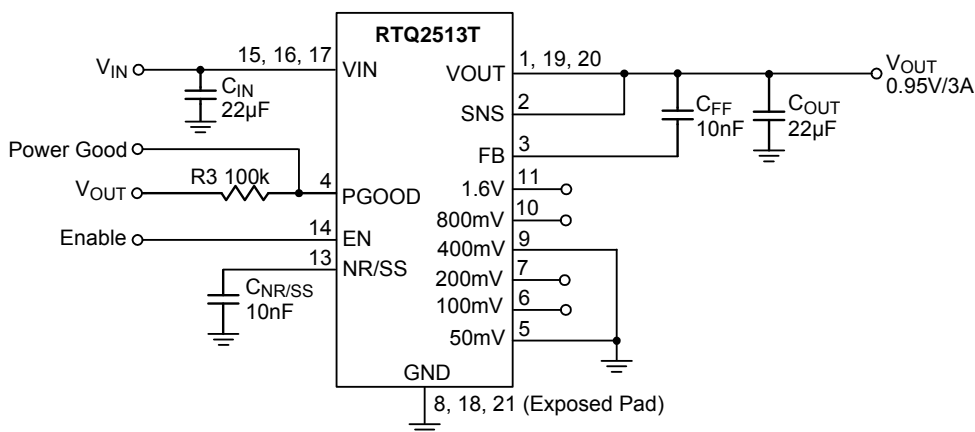 RTQ2513T
VIN
15, 16, 17
VIN
CIN
22µF
Power Good
VOUT
R3 100k
4
PGOOD
Enable
14
EN
13
NR/SS
CNR/SS
10nF
VOUT
1, 19, 20
VOUT
0.95V/3A
SNS
2
CFF
10nF
COUT
22µF
FB
3
1.6V
11
800mV
10
400mV
9
200mV
7
100mV
6
50mV
5
GND
8, 18, 21 (Exposed Pad)